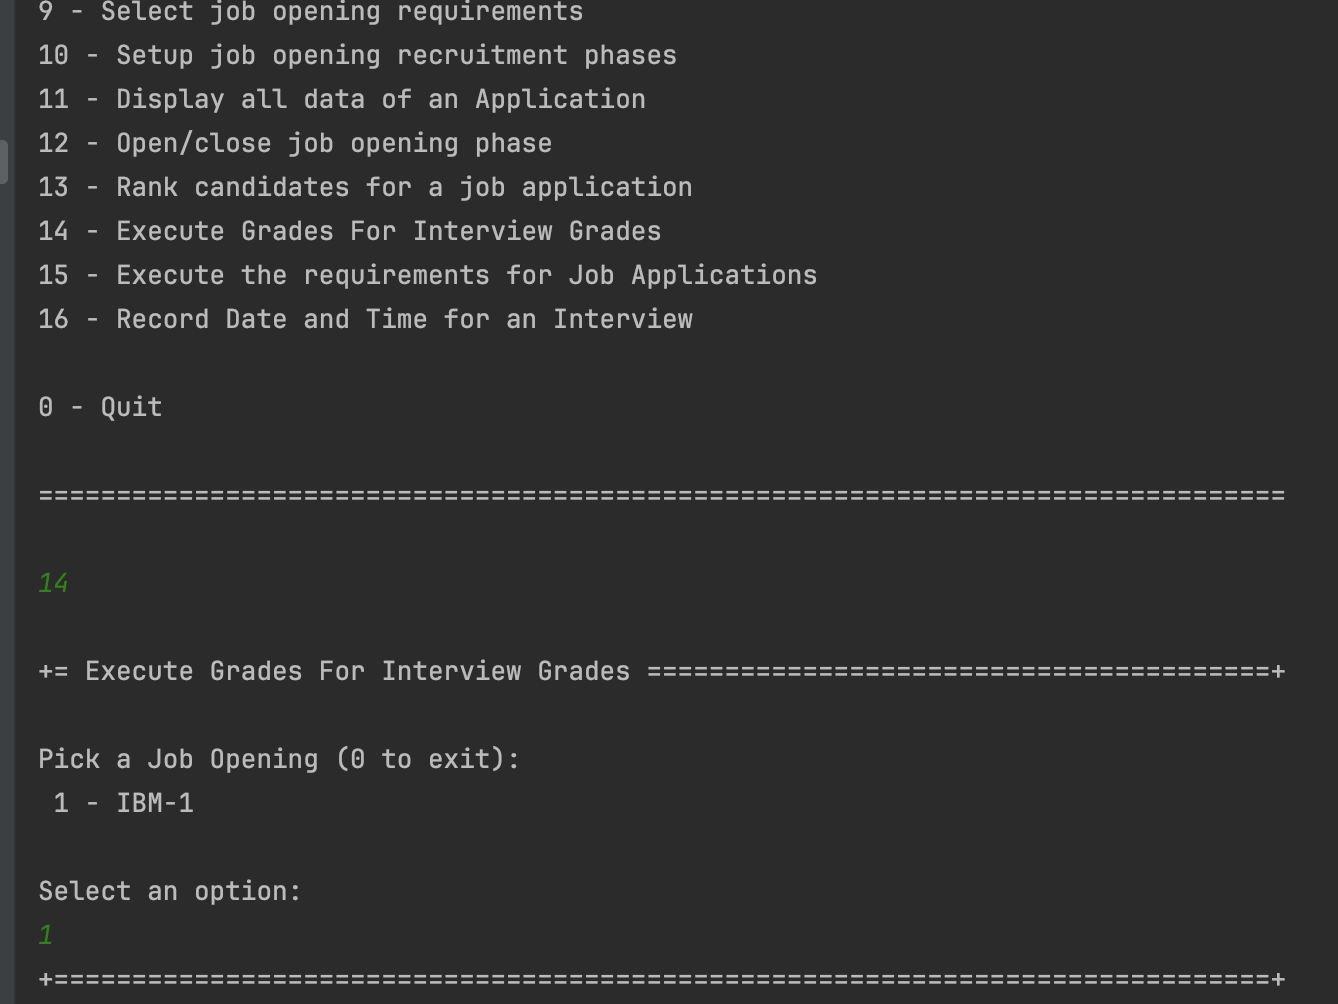 9 - Select job opening requirements
10 - Setup job opening recruitment phases
11 - Display all data of an Application
12 - Open/close job opening phase
13 - Rank candidates for a job application
14 - Execute Grades For Interview Grades
15 - Execute the requirements for Job Applications
16 - Record Date and Time for an Interview
0 - Quit
================================================================================
14
+= Execute Grades For Interview Grades ========================================+
Pick a Job Opening (0 to exit):
1 - IBM-1
Select an option:
1
+==============================================================================+